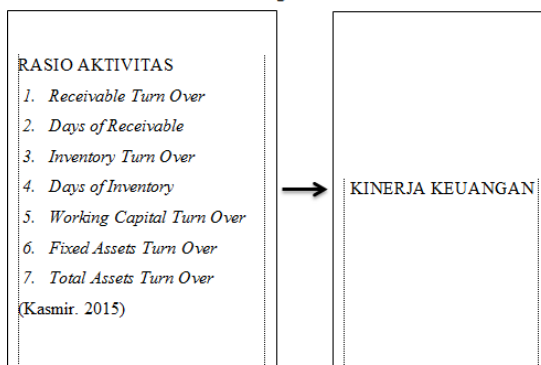 RASIO AKTIVITAS
1. Receivable Turn Over
2. Days of Receivable
3. Inventory Turn Over
4. Days of Inventory
5. Working Capital Turn Over
6. Fixed Assets Turn Over
7. Total Assets Turn Over
(Kasmir. 2015)
KINERJA KEUANGAN